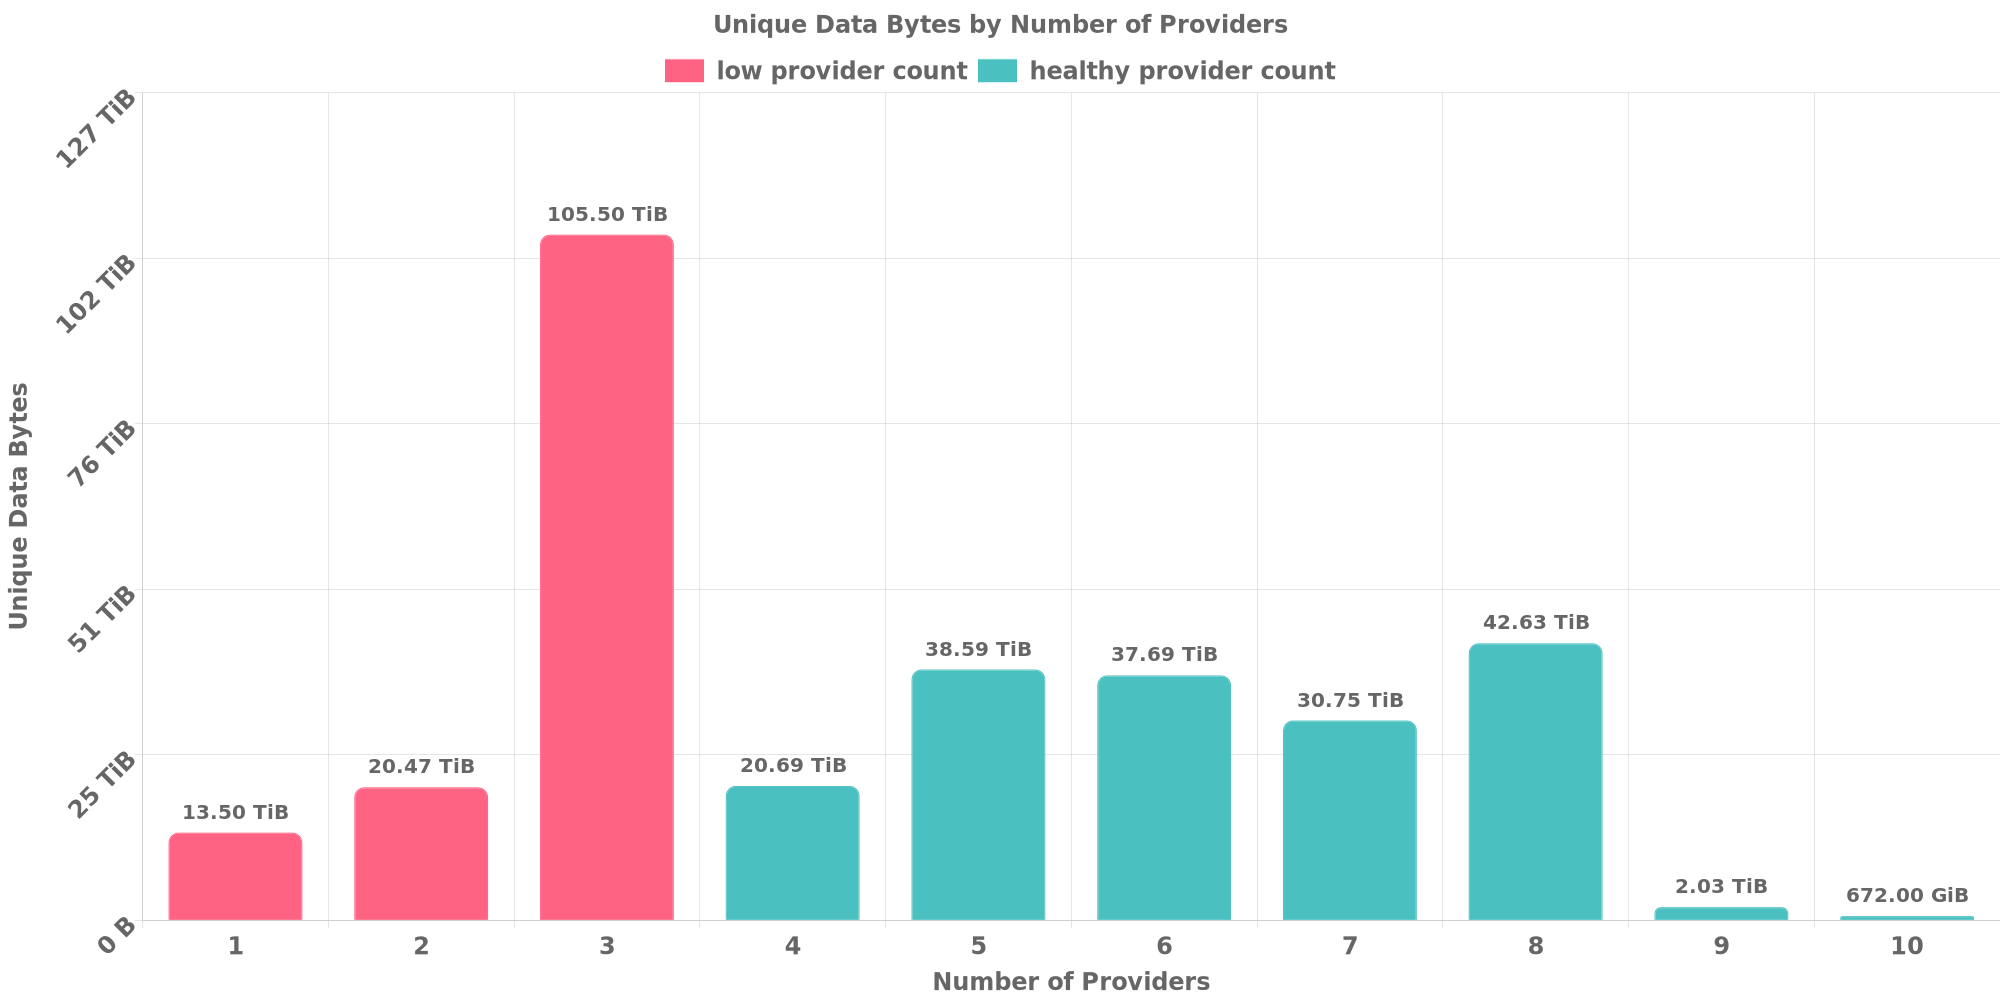 Unique Data Bytes by Number of Providers
low provider count healthy provider count
127 TiB
102 TiB
76 TiB
51 TiB
25 TiB
0 B
Unique Data Bytes
13.50 TiB
20.47 TiB
105.50 TiB
20.69 TiB
38.59 TiB
37.69 TiB
30.75 TiB
42.63 TiB
2.03 TiB
672.00 GiB
1 2 3 4 5 6 7 8 9 10
Number of Providers